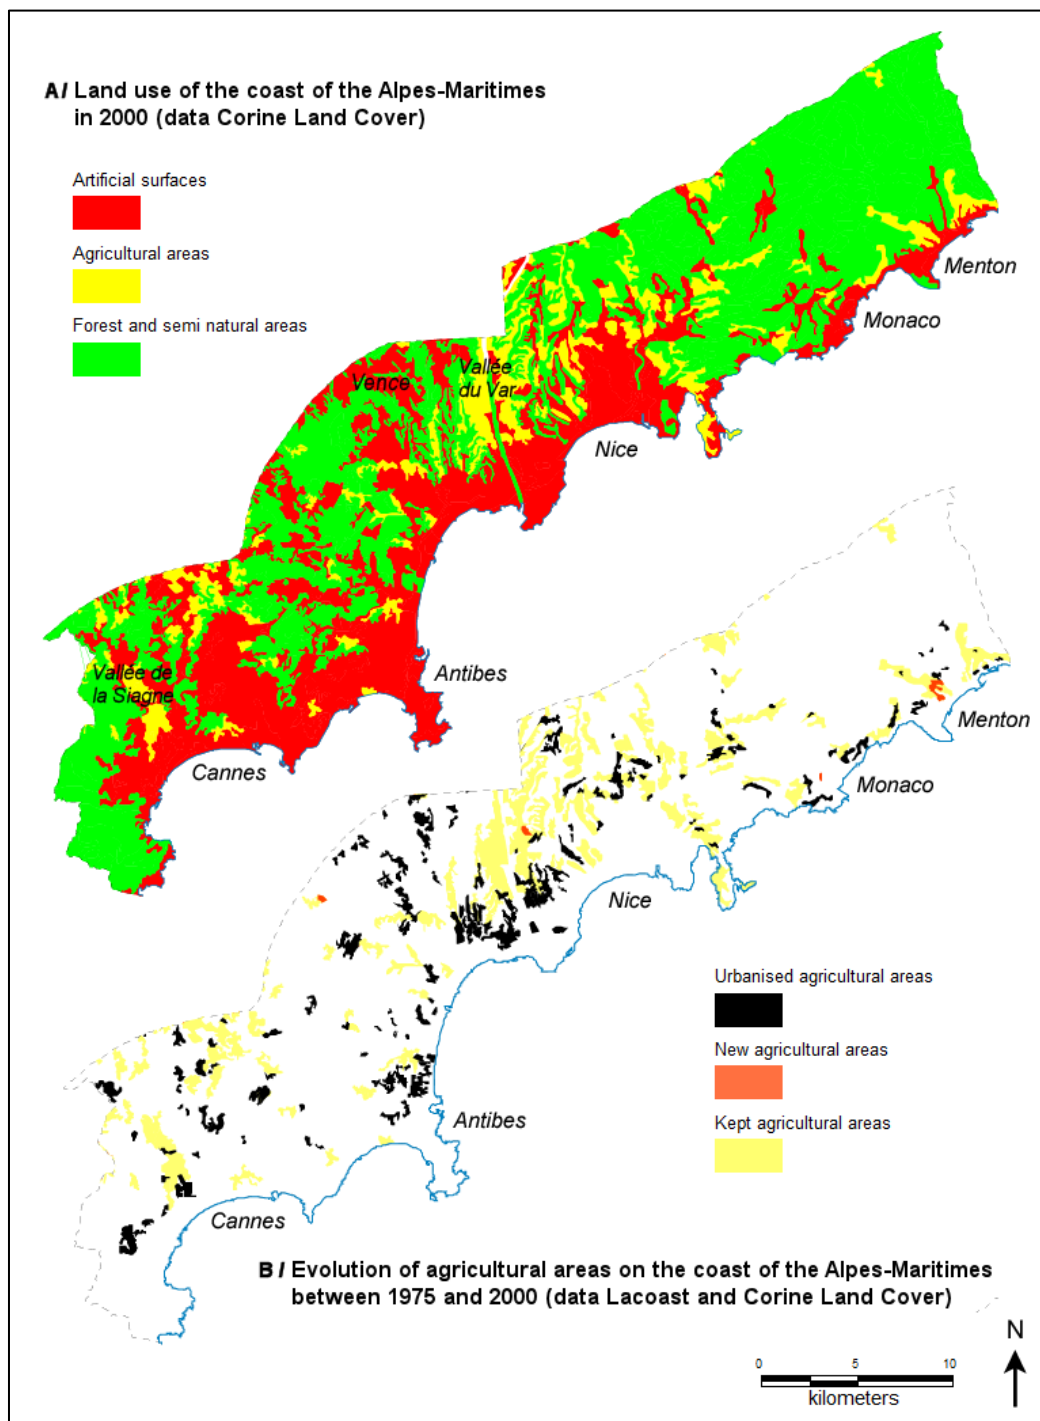 A / Land use of the coast of the Alpes-Maritimes
in 2000 (data Corine Land Cover)
Artificial surfaces
Agricultural areas
Forest and semi natural areas
Menton
Monaco
Vence
Vallée
du Var
Nice
Antibes
Vallée de
la Siagne
Cannes
Menton
Monaco
Nice
Antibes
Cannes
Urbanised agricultural areas
New agricultural areas
Kept agricultural areas
B / Evolution of agricultural areas on the coast of the Alpes-Maritimes
between 1975 and 2000 (data Lacoast and Corine Land Cover)
N
0 5 10
kilometers